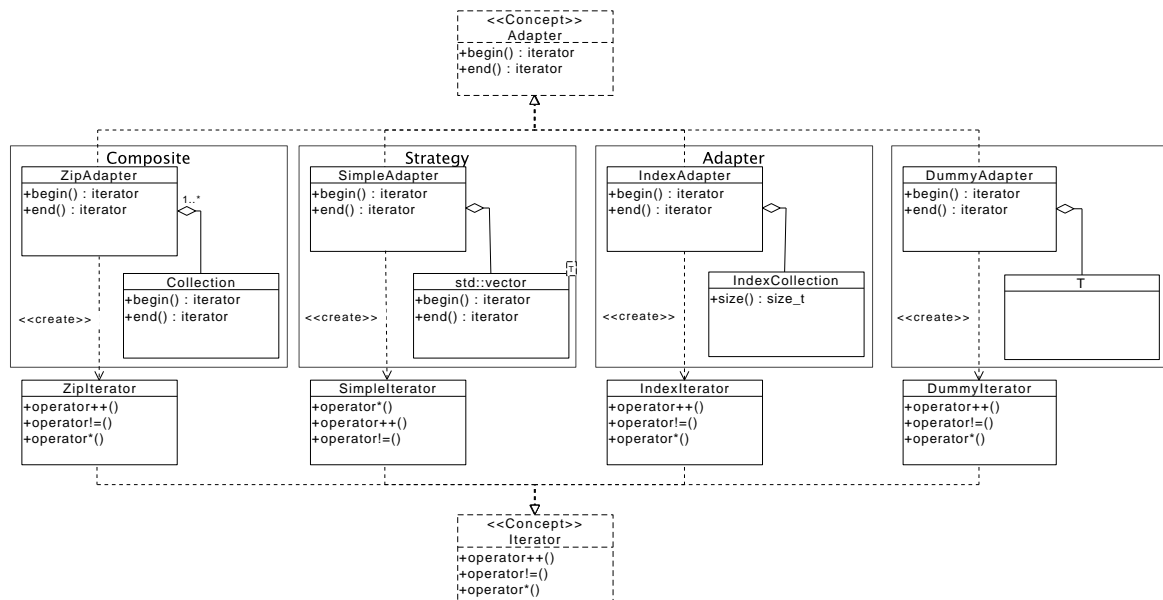 <<Concept>>
Adapter
+begin() : iterator
+end() : iterator
Composite
ZipAdapter
+begin() : iterator
+end() : iterator
1..*
Collection
+begin() : iterator
+end() : iterator
<<create>>
Strategy
SimpleAdapter
+begin() : iterator
+end() : iterator
T
std::vector
+begin() : iterator
+end() : iterator
<<create>>
Adapter
IndexAdapter
+begin() : iterator
+end() : iterator
IndexCollection
+size() : size_t
<<create>>
DummyAdapter
+begin() : iterator
+end() : iterator
T
<<create>>
ZipIterator
+operator++()
+operator!=()
+operator*()
SimpleIterator
+operator*()
+operator++()
+operator!=()
IndexIterator
+operator++()
+operator!=()
+operator*()
DummyIterator
+operator++()
+operator!=()
+operator*()
<<Concept>>
Iterator
+operator++()
+operator!=()
+operator*()